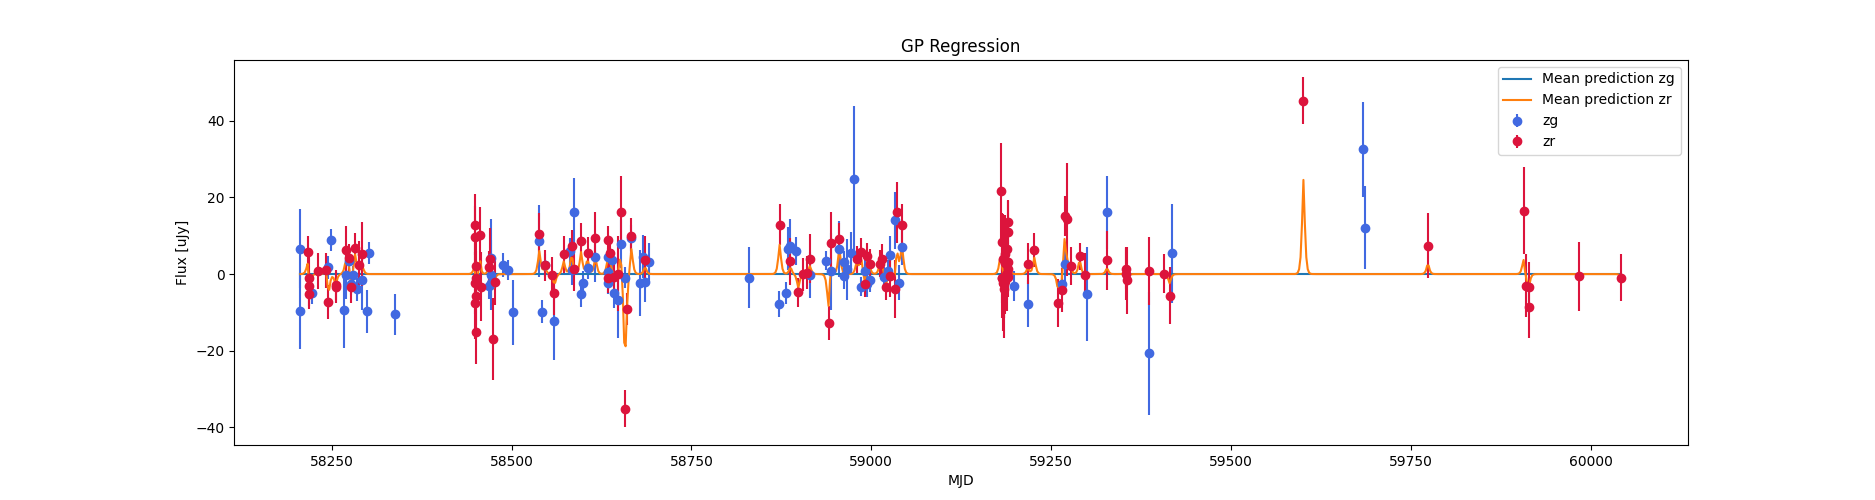 GP Regression
Mean prediction zg
Mean prediction zr
zg
zr
Flux [uJy]
40
20
0
−20
−40
58250
58500
58750
59000
59250
59500
59750
60000
MJD